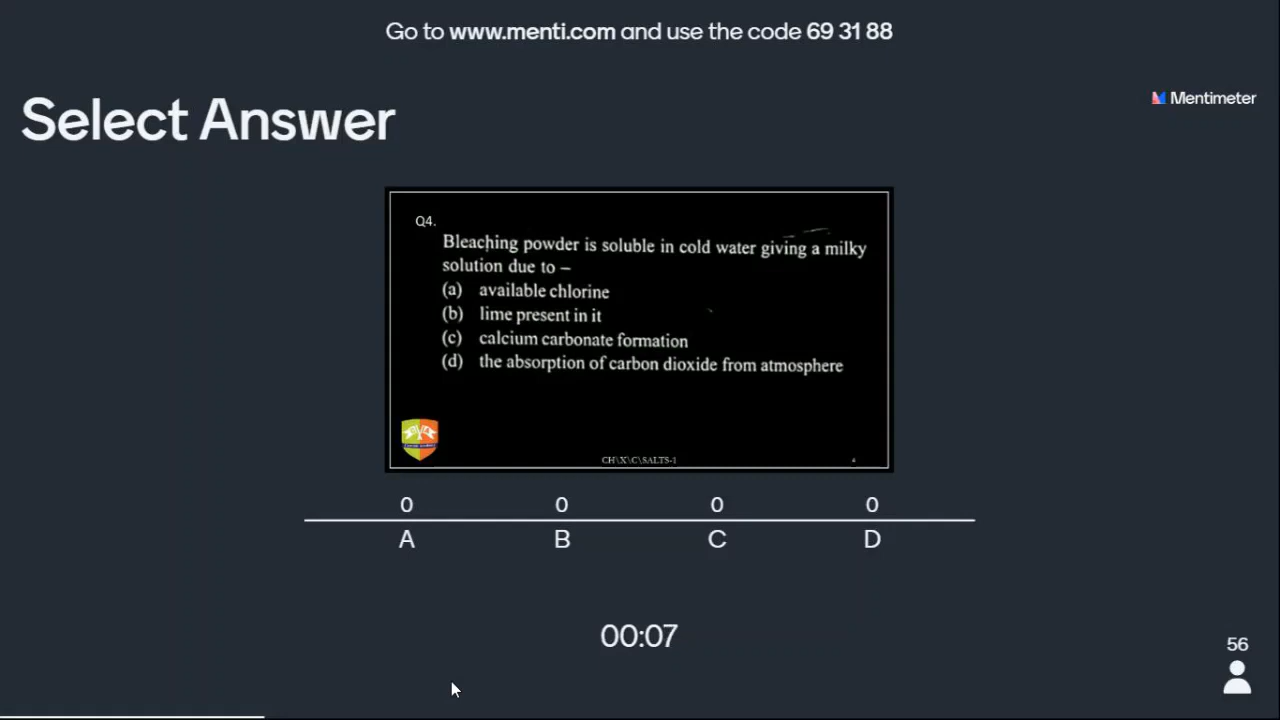 Go to www.menti.com and use the code 69 31 88
Select Answer
Mentimeter
Q4.
Bleaching powder is soluble in cold water giving a milky
solution due to –
(a) available chlorine
(b) lime present in it
(c) calcium carbonate formation
(d) the absorption of carbon dioxide from atmosphere
CH\X\C\SALTS-1
4
0 0 0 0
A B C D
00:07
56